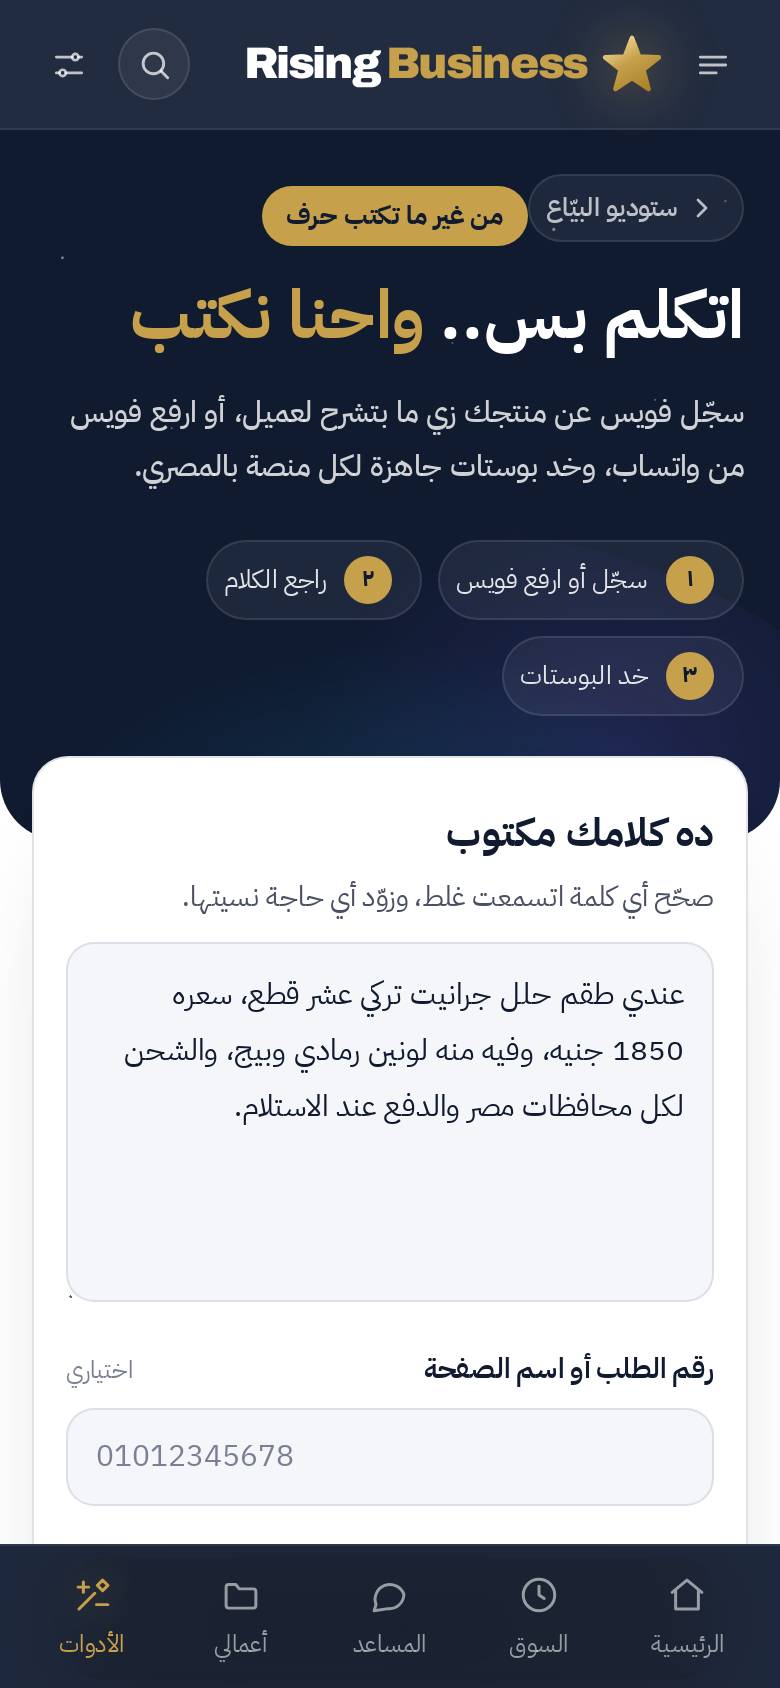 Rising Business
ستوديو البيّاع
من غير ما تكتب حرف
اتكلم بس.. واحنا نكتب
سجّل فويس عن منتجك زي ما بتشرح لعميل، أو ارفع فويس
من واتساب، وخد بوستات جاهزة لكل منصة بالمصري.
١ سجّل أو ارفع فويس
٢ راجع الكلام
٣ خد البوستات
ده كلامك مكتوب
صحّح أي كلمة اتسمعت غلط، وزوّد أي حاجة نسيتها.
عندي طقم حلل جرانيت تركي عشر قطع، سعره
1850 جنيه، وفيه منه لونين رمادي وبيج، والشحن
لكل محافظات مصر والدفع عند الاستلام.
رقم الطلب أو اسم الصفحة
اختياري
01012345678
الرئيسية
السوق
المساعد
أعمالي
الأدوات